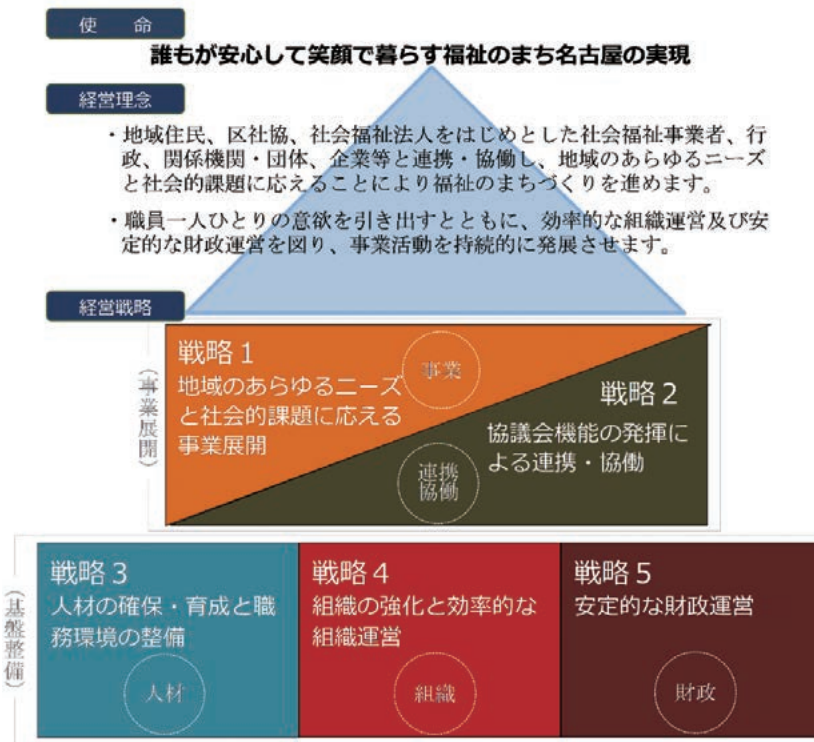 使 命
誰もが安心して笑顔で暮らす福祉のまち名古屋の実現
経営理念
・地域住民、区社協、社会福祉法人をはじめとした社会福祉事業者、行
政、関係機関・団体、企業等と連携・協働し、地域のあらゆるニーズ
と社会的課題に応えることにより福祉のまちづくりを進めます。
・職員一人ひとりの意欲を引き出すとともに、効率的な組織運営及び安
定的な財政運営を図り、事業活動を持続的に発展させます。
経営戦略
(事業展開)
戦略1
地域のあらゆるニーズ
と社会的課題に応える
事業展開
事業
戦略2
協議会機能の発揮に
よる連携・協働
連携
協働
(基盤整備)
戦略3
人材の確保・育成と職
務環境の整備
人材
戦略4
組織の強化と効率的な
組織運営
組織
戦略5
安定的な財政運営
財政